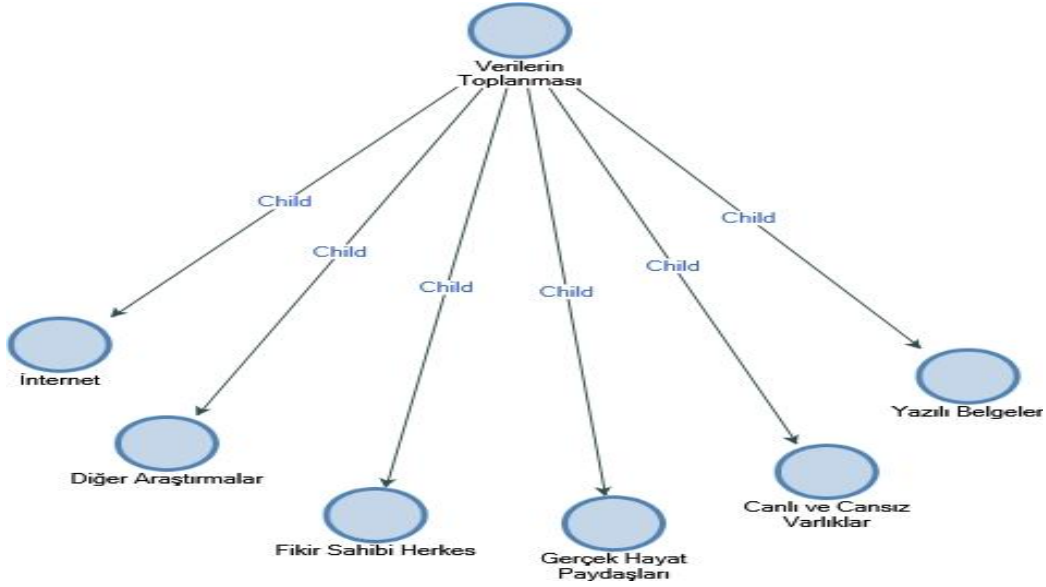 Verilerin
Toplanması
Child
Child
Child
Child
Child
Child
İnternet
Yazılı Belgeler
Diğer Araştırmalar
Canlı ve Cansız
Varlıklar
Fikir Sahibi Herkes
Gerçek Hayat
Paydaşları